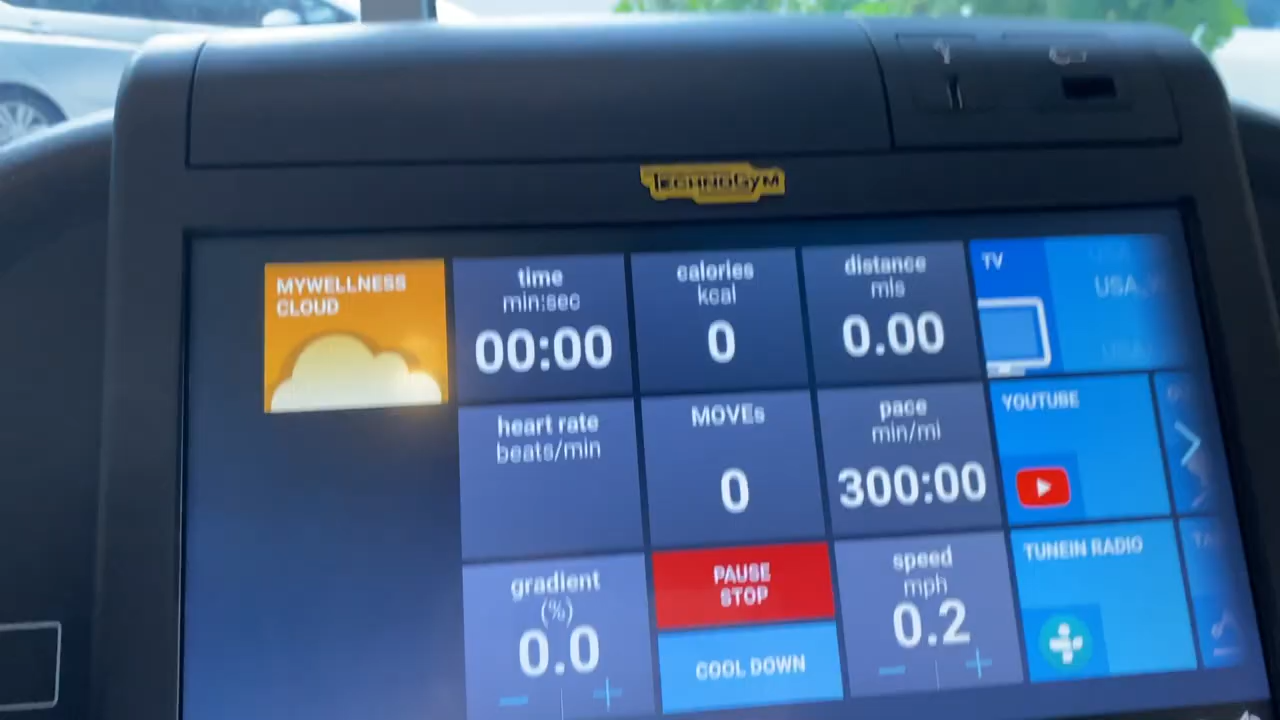 TECHNOGYM
MYWELLNESS
CLOUD
time
min:sec
00:00
calories
kcal
0
distance
mls
0.00
TV
USA
heart rate
beats/min
MOVEs
0
pace
min/mi
300:00
YOUTUBE
gradient
(%)
0.0
PAUSE
STOP
COOL DOWN
speed
mph
0.2
TUNEIN RADIO